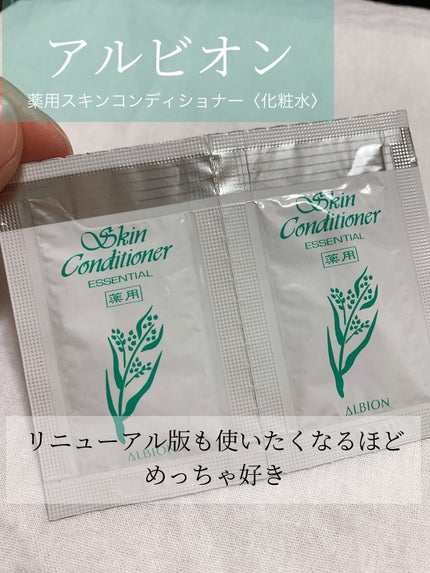 アルビオン
薬用スキンコンディショナー〈化粧水〉
Skin
Conditioner
ESSENTIAL
薬用
ALBION
Skin
Conditioner
ESSENTIAL
薬用
ALBION
リニューアル版も使いたくなるほど
めっちゃ好き